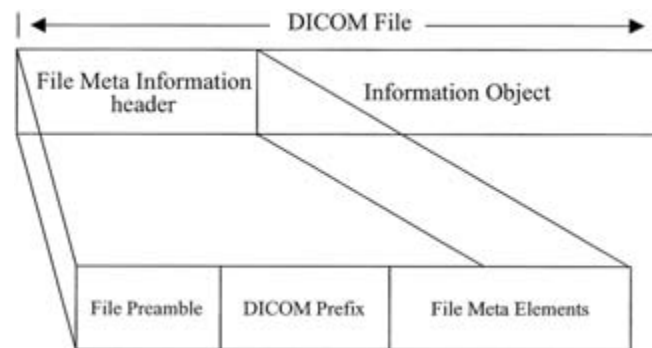 DICOM File
File Meta Information
header
Information Object
File Preamble
DICOM Prefix
File Meta Elements